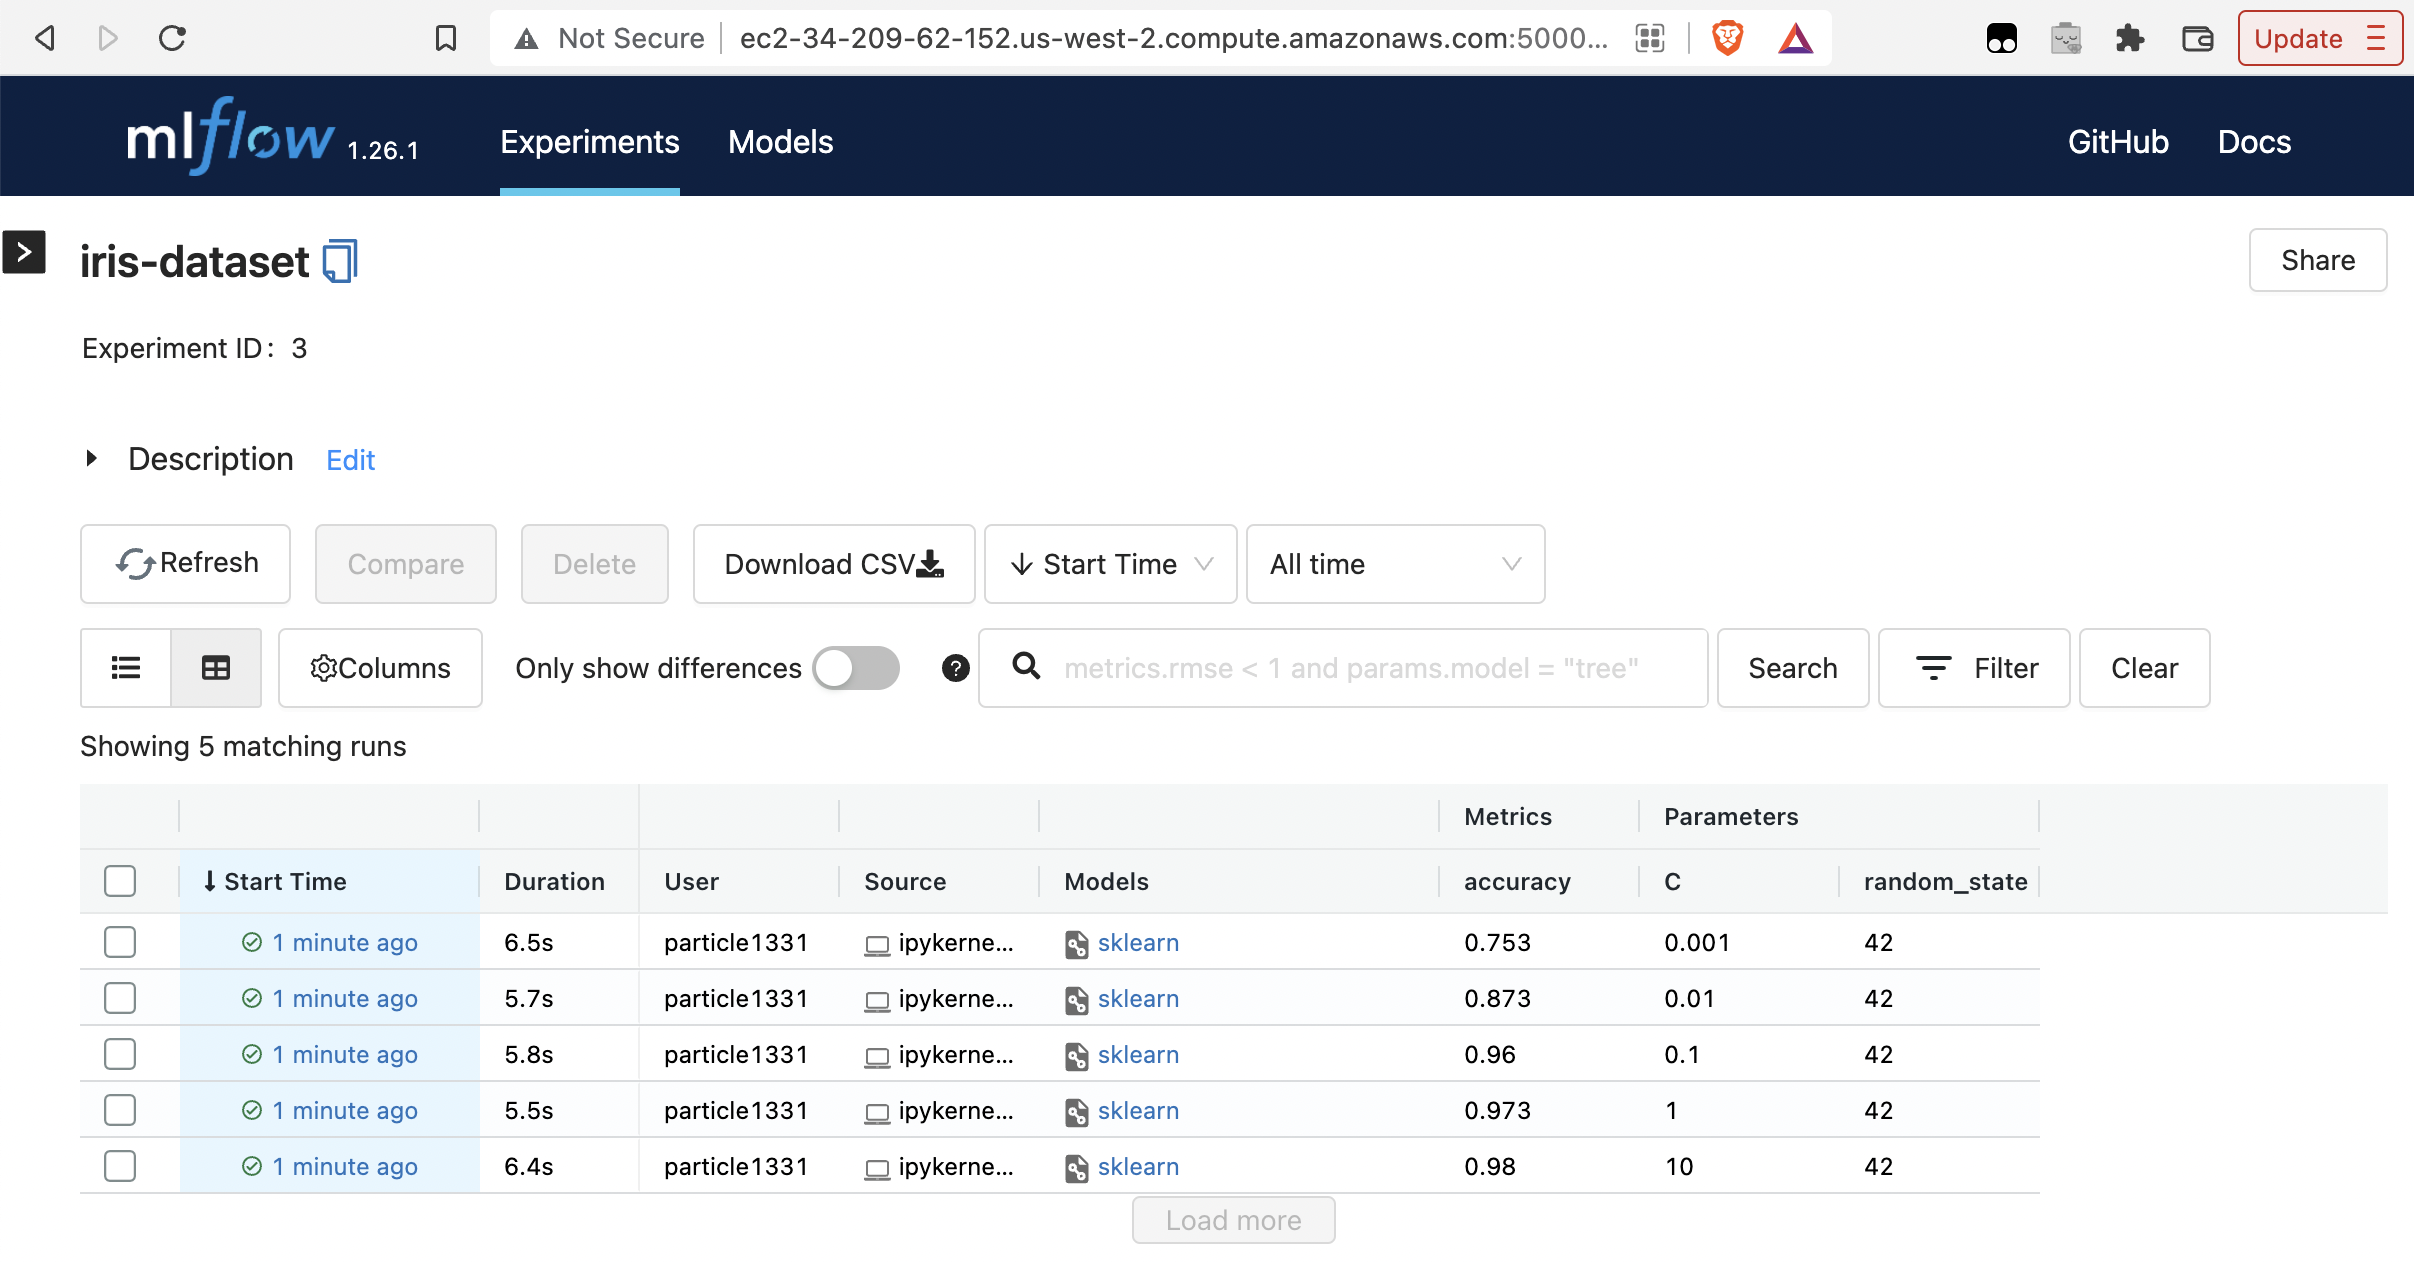 Not Secure ec2-34-209-62-152.us-west-2.compute.amazonaws.com:5000... Update
mlflow 1.26.1 Experiments Models GitHub Docs
iris-dataset Share
Experiment ID: 3
Description Edit
Refresh Compare Delete Download CSV Start Time All time
Columns Only show differences ? metrics.rmse < 1 and params.model = "tree" Search Filter Clear
Showing 5 matching runs
Metrics Parameters
Start Time Duration User Source Models accuracy C random_state
1 minute ago 6.5s particle1331 ipykerne... sklearn 0.753 0.001 42
1 minute ago 5.7s particle1331 ipykerne... sklearn 0.873 0.01 42
1 minute ago 5.8s particle1331 ipykerne... sklearn 0.96 0.1 42
1 minute ago 5.5s particle1331 ipykerne... sklearn 0.973 1 42
1 minute ago 6.4s particle1331 ipykerne... sklearn 0.98 10 42
Load more